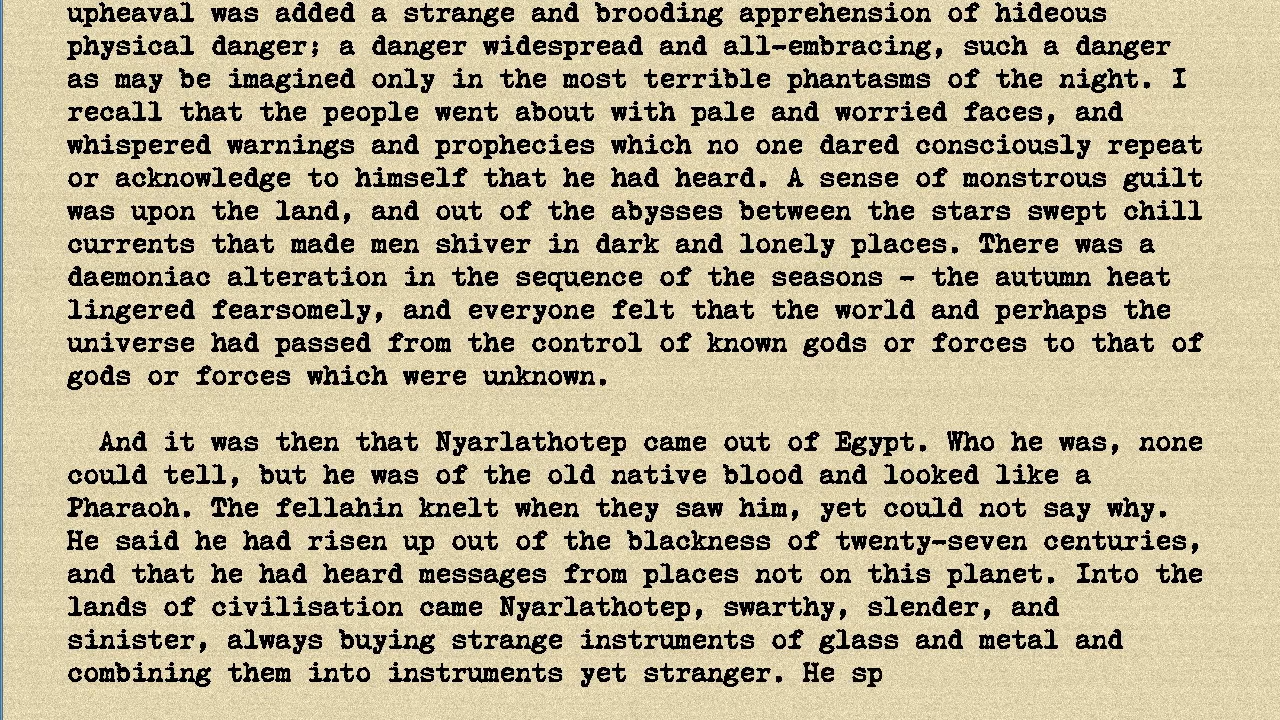 upheaval was added a strange and brooding apprehension of hideous
physical danger; a danger widespread and all-embracing, such a danger
as may be imagined only in the most terrible phantasms of the night. I
recall that the people went about with pale and worried faces, and
whispered warnings and prophecies which no one dared consciously repeat
or acknowledge to himself that he had heard. A sense of monstrous guilt
was upon the land, and out of the abysses between the stars swept chill
currents that made men shiver in dark and lonely places. There was a
daemoniac alteration in the sequence of the seasons - the autumn heat
lingered fearsomely, and everyone felt that the world and perhaps the
universe had passed from the control of known gods or forces to that of
gods or forces which were unknown.

And it was then that Nyarlathotep came out of Egypt. Who he was, none
could tell, but he was of the old native blood and looked like a
Pharaoh. The fellahin knelt when they saw him, yet could not say why.
He said he had risen up out of the blackness of twenty-seven centuries,
and that he had heard messages from places not on this planet. Into the
lands of civilisation came Nyarlathotep, swarthy, slender, and
sinister, always buying strange instruments of glass and metal and
combining them into instruments yet stranger. He sp